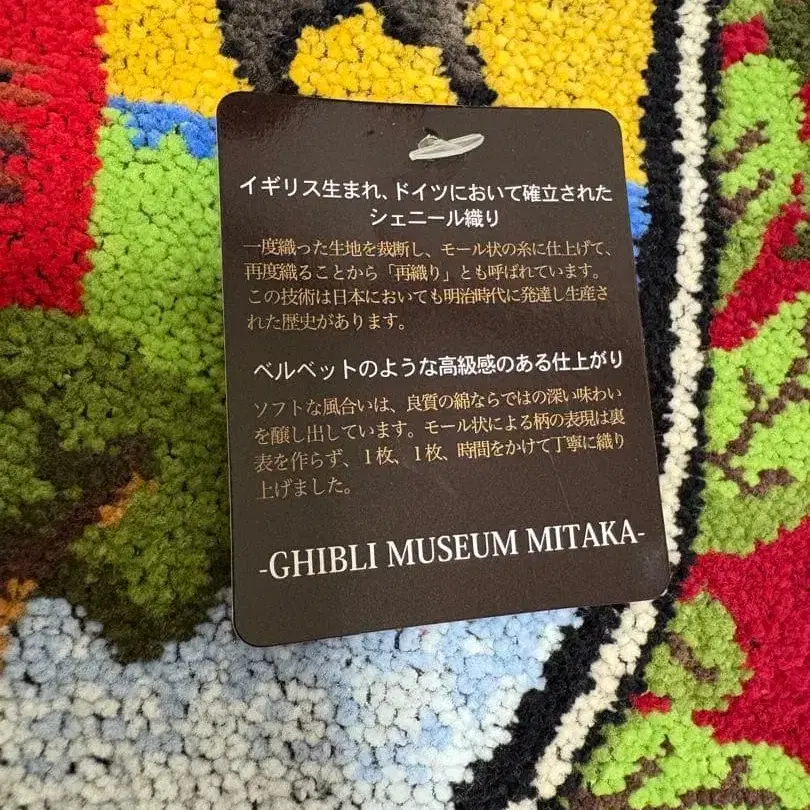 イギリス生まれ、ドイツにおいて確立された
シェニール織り
一度織った生地を裁断し、モール状の糸に仕上げて、
再度織ることから「再織り」とも呼ばれています。
この技術は日本においても明治時代に発達し生産さ
れた歴史があります。
ベルベットのような高級感のある仕上がり
ソフトな風合いは、良質の綿ならではの深い味わい
を醸し出しています。モール状による柄の表現は裏
表を作らず、1枚、1枚、時間をかけて丁寧に織り
上げました。
-GHIBLI MUSEUM MITAKA-